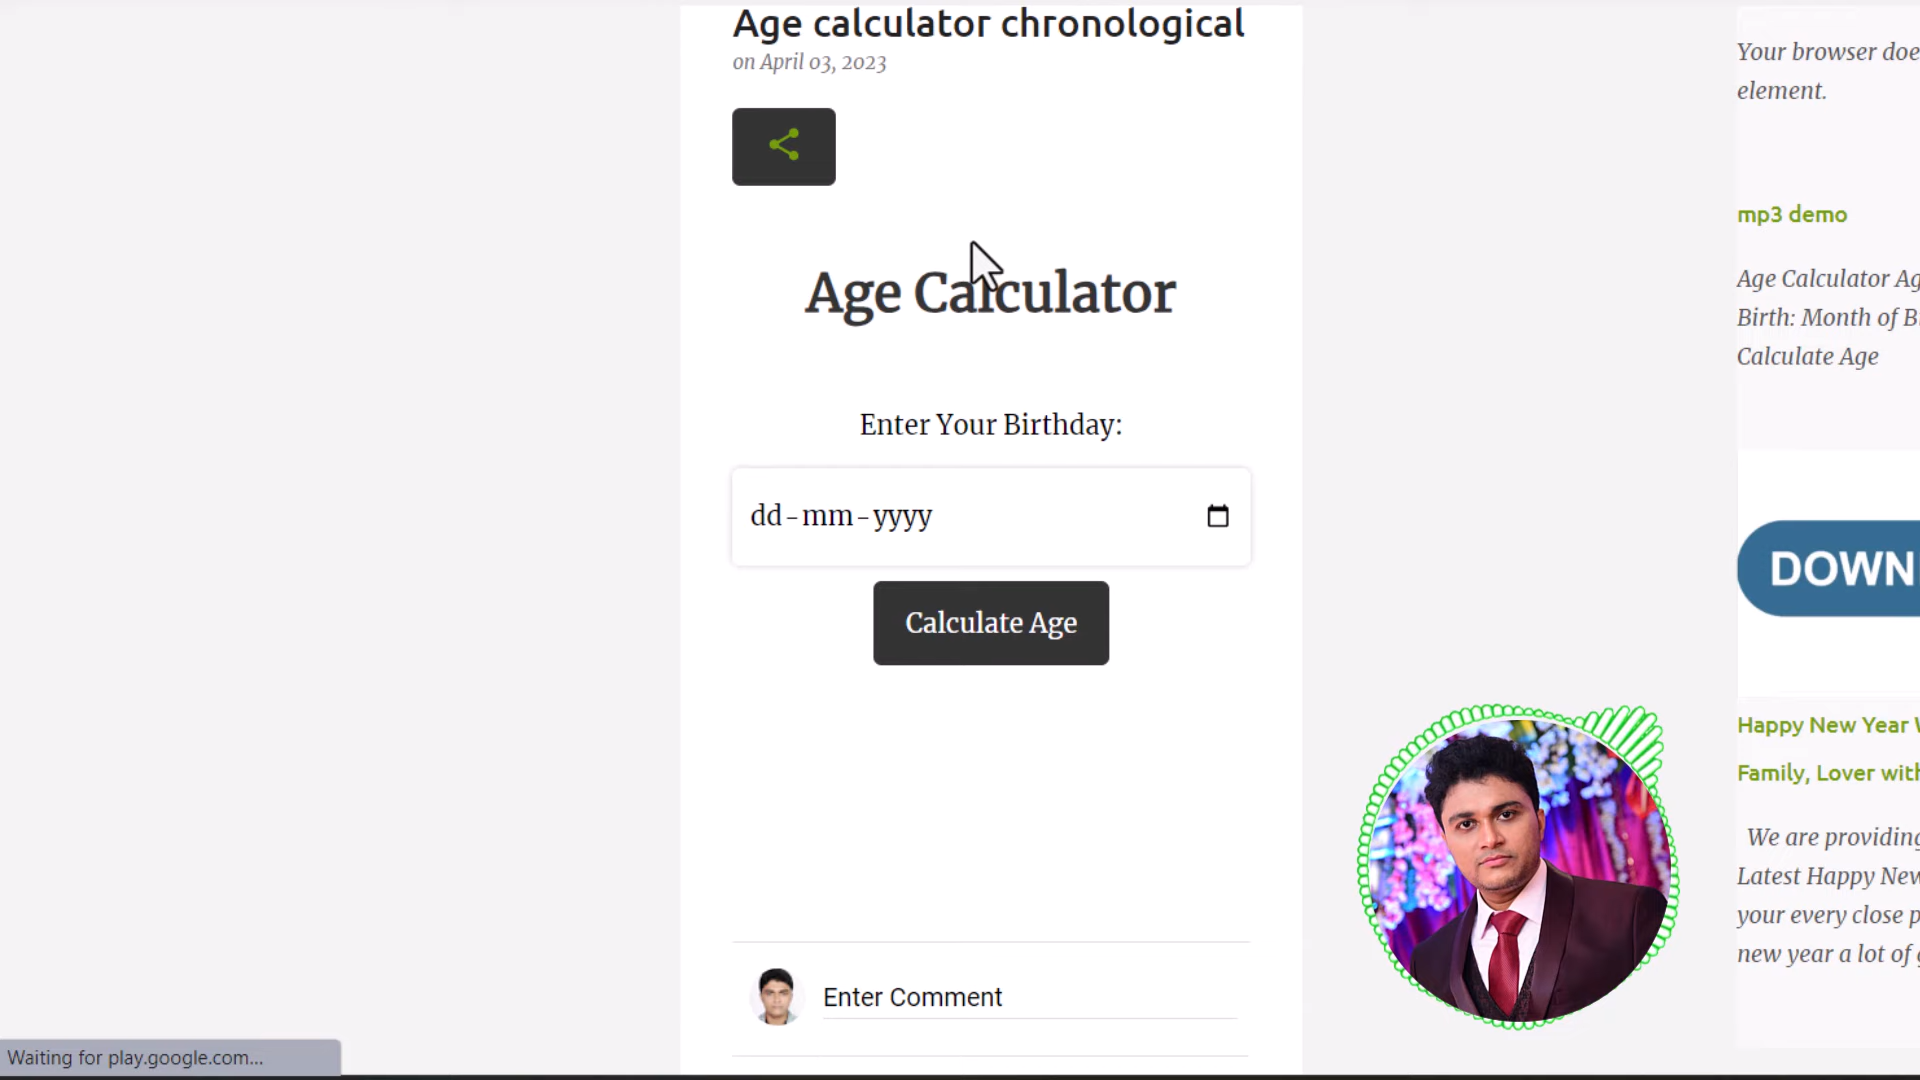 Age calculator chronological
on April 03, 2023
Age Calculator
Enter Your Birthday:
dd-mm-yyyy
Calculate Age
Enter Comment
Your browser doe
element.
mp3 demo
Age Calculator Ag
Birth: Month of B
Calculate Age
DOWN
Happy New Year
Family, Lover with
We are providing
Latest Happy New
your every close p
new year a lot of
Waiting for play.google.com...